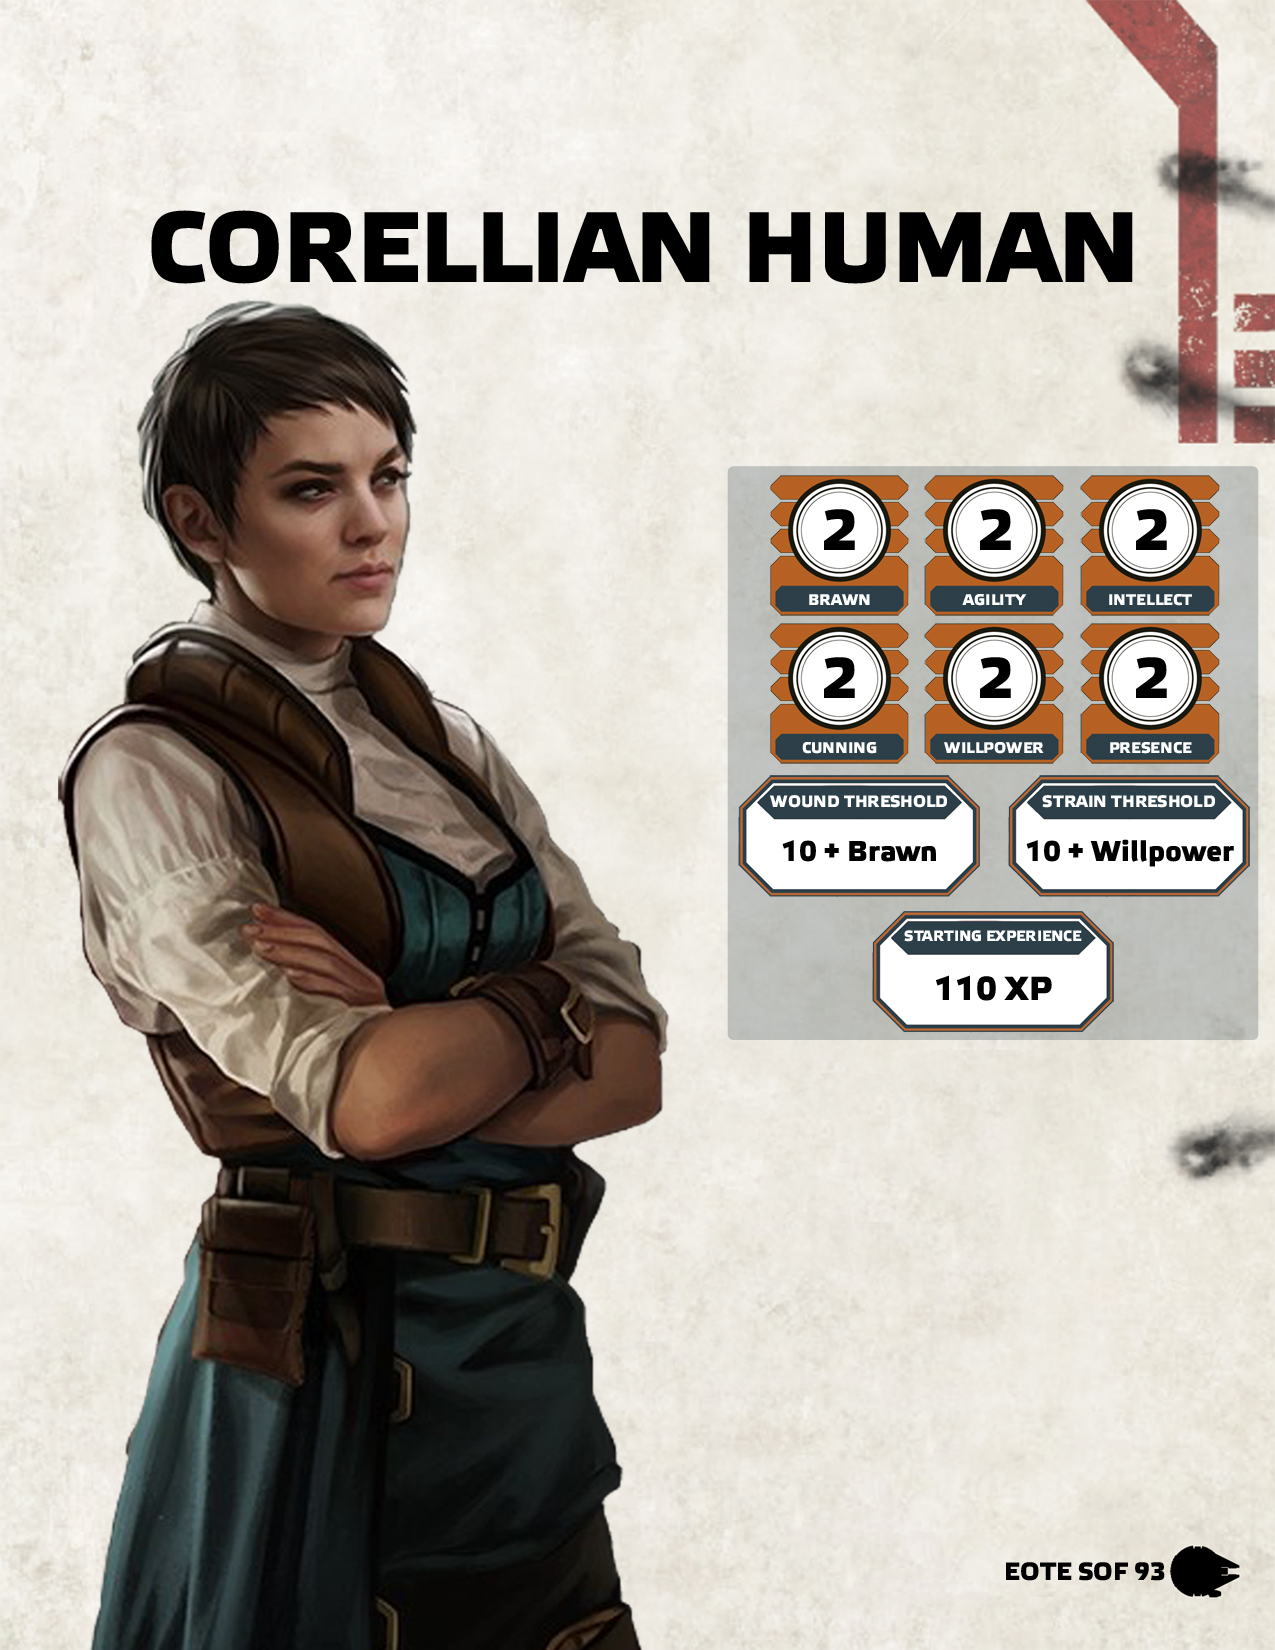 CORELLIAN HUMAN
2 2 2
BRAWN AGILITY INTELLECT
2 2 2
CUNNING WILLPOWER PRESENCE
WOUND THRESHOLD STRAIN THRESHOLD
10 + Brawn 10 + Willpower
STARTING EXPERIENCE
110 XP
EOTE SOF 93